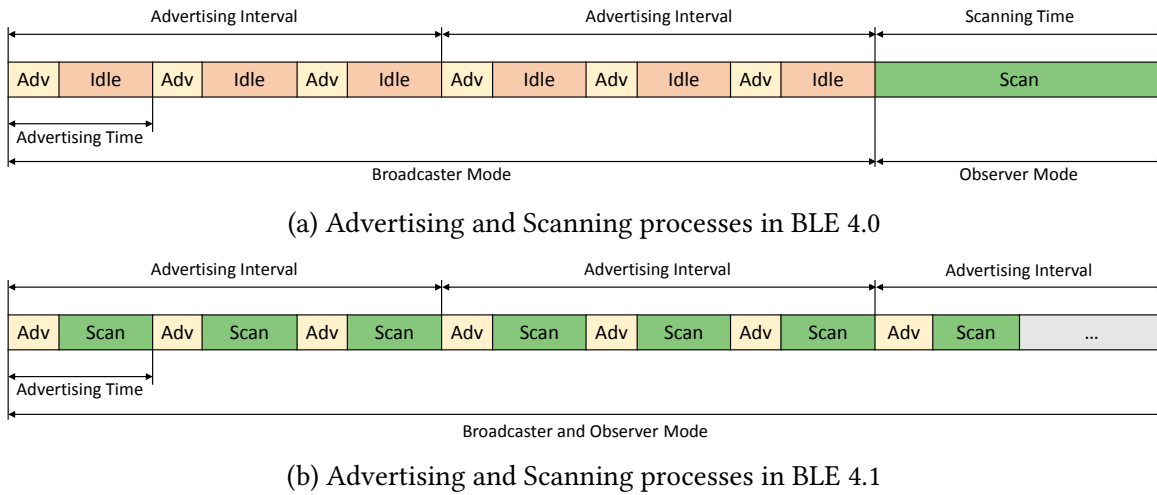 Advertising Interval Advertising Interval Scanning Time
Adv Idle Adv Idle Adv Idle Adv Idle Adv Idle Adv Idle Scan
Advertising Time
Broadcaster Mode Observer Mode
(a) Advertising and Scanning processes in BLE 4.0
Advertising Interval Advertising Interval Advertising Interval
Adv Scan Adv Scan Adv Scan Adv Scan Adv Scan Adv Scan Adv Scan ...
Advertising Time
Broadcaster and Observer Mode
(b) Advertising and Scanning processes in BLE 4.1